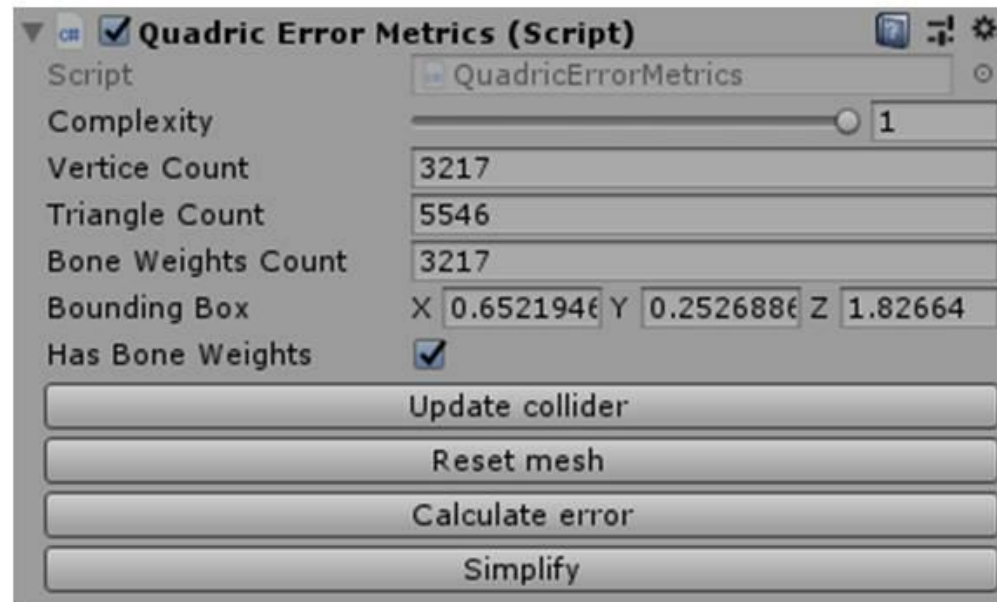 Quadric Error Metrics (Script)
Script QuadricErrorMetrics
Complexity 1
Vertice Count 3217
Triangle Count 5546
Bone Weights Count 3217
Bounding Box X 0.6521946 Y 0.2526886 Z 1.82664
Has Bone Weights
Update collider
Reset mesh
Calculate error
Simplify